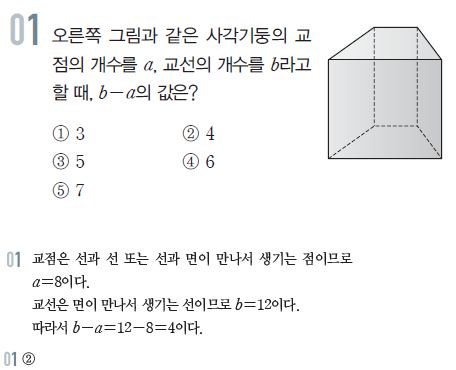 01 오른쪽 그림과 같은 사각기둥의 교
점의 개수를 a, 교선의 개수를 b라고
할 때, b-a의 값은?
① 3 ② 4
③ 5 ④ 6
⑤ 7
01 교점은 선과 선 또는 선과 면이 만나서 생기는 점이므로
a=8이다.
교선은 면이 만나서 생기는 선이므로 b=12이다.
따라서 b-a=12-8=4이다.
01 ②